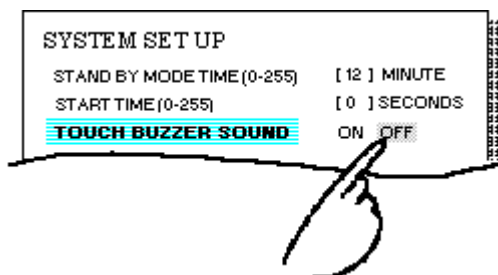 SYSTEM SET UP
STAND BY MODE TIME (0-255) [ 12 ] MINUTE
START TIME (0-255) [ 0 ] SECONDS
TOUCH BUZZER SOUND ON OFF